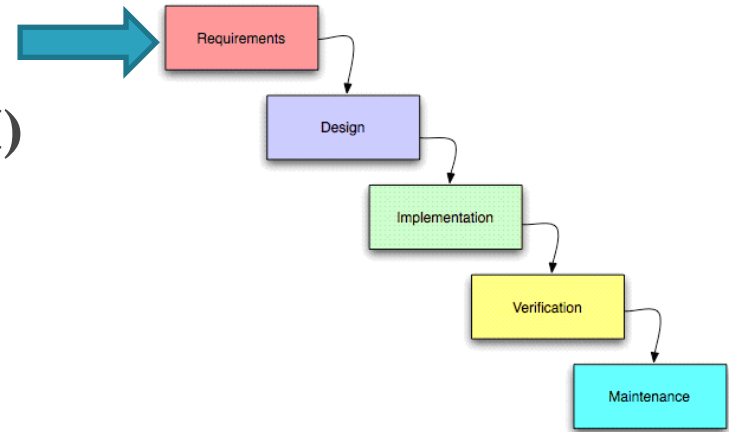 Requirements
)
Design
Implementation
Verification
Maintenance